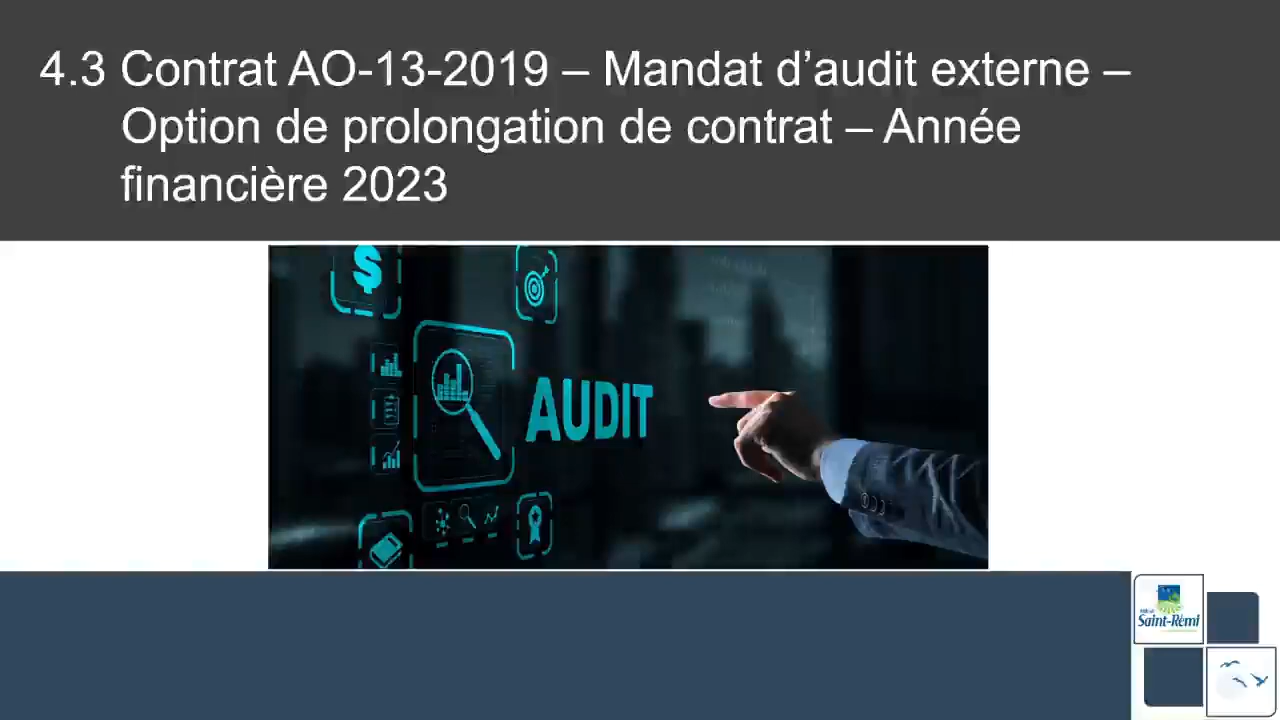 4.3 Contrat AO-13-2019 – Mandat d’audit externe –
Option de prolongation de contrat – Année
financière 2023
$
AUDIT
Saint-Rémi